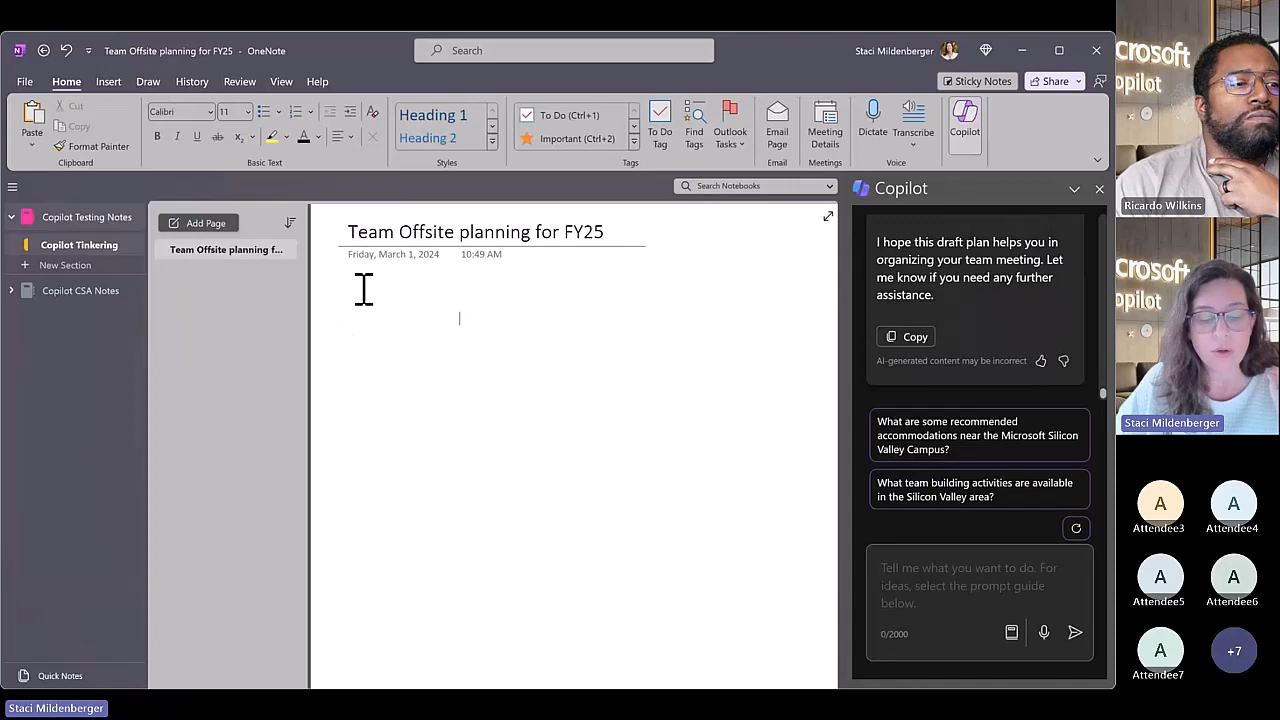 Team Offsite planning for FY25 - OneNote
Search
Staci Mildenberger
File Home Insert Draw History Review View Help
Sticky Notes
Share
Paste
Cut
Copy
Format Painter
Clipboard
Calibri
11
Basic Text
Heading 1
Heading 2
Styles
To Do (Ctrl+1)
Important (Ctrl+2)
Tags
To Do
Tag
Find
Tags
Outlook
Tasks
Email
Page
Email
Meeting
Details
Meetings
Dictate
Transcribe
Voice
Copilot
Copilot Testing Notes
Copilot Tinkering
New Section
Copilot CSA Notes
Quick Notes
Add Page
Team Offsite planning f...
Search Notebooks
Team Offsite planning for FY25
Friday, March 1, 2024 10:49 AM
Copilot
I hope this draft plan helps you in
organizing your team meeting. Let
me know if you need any further
assistance.
Copy
AI-generated content may be incorrect
What are some recommended
accommodations near the Microsoft Silicon
Valley Campus?
What team building activities are available
in the Silicon Valley area?
Tell me what you want to do. For
ideas, select the prompt guide
below.
0/2000
crosoft
opilot
Ricardo Wilkins
crosoft
opilot
Staci Mildenberger
A
Attendee3
A
Attendee4
A
Attendee5
A
Attendee6
A
Attendee7
+7
Staci Mildenberger